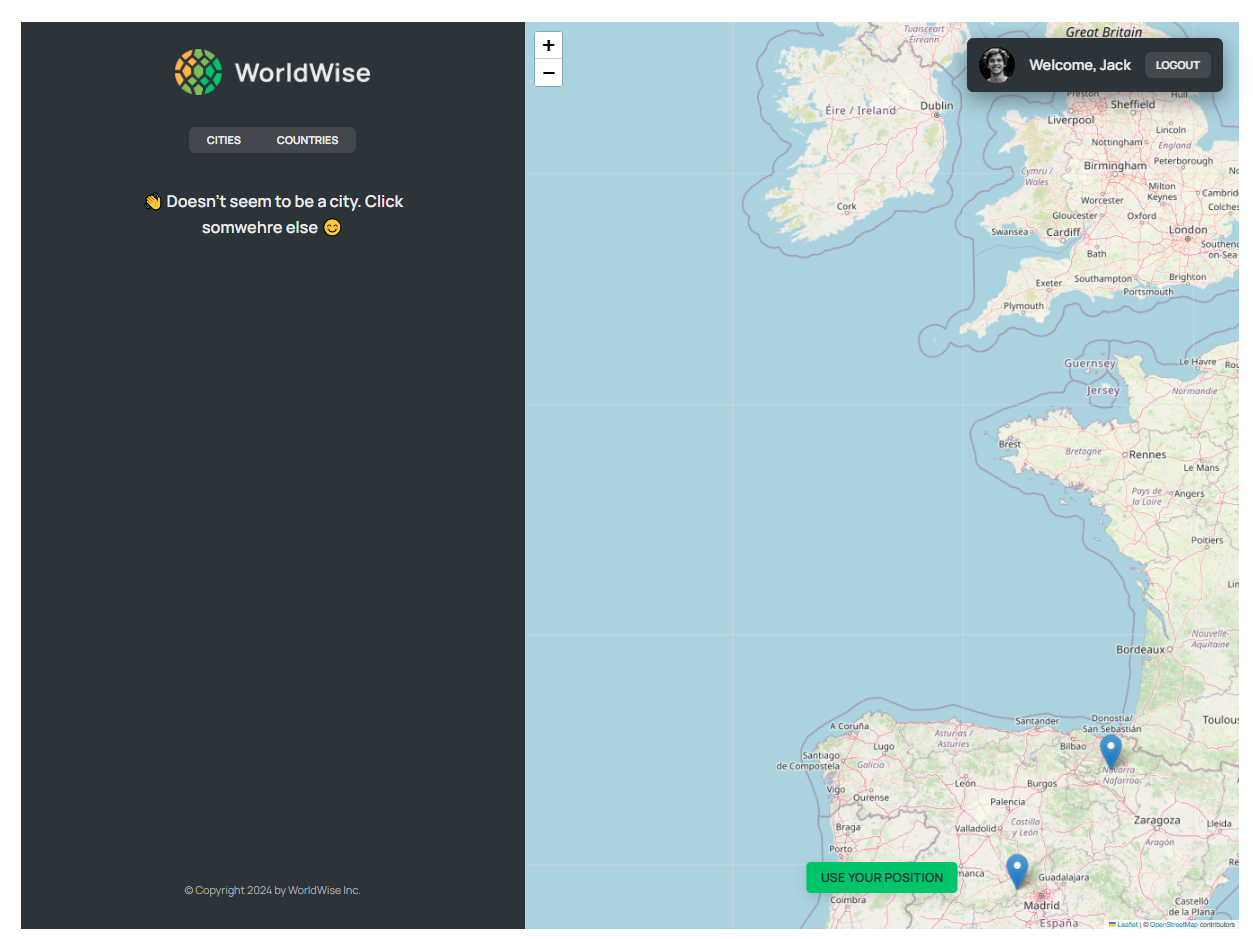 WorldWise
CITIES COUNTRIES
👋 Doesn't seem to be a city. Click
somwehre else 😊
© Copyright 2024 by WorldWise Inc.
+
−
Welcome, Jack LOGOUT
Great Britain
Tuaisceart
Éireann
Éire / Ireland
Dublin
Cork
Preston
Hull
Sheffield
Liverpool
Lincoln
Nottingham
England
Birmingham
Peterborough
Cymru /
Wales
Milton
Keynes
Worcester
Gloucester
Oxford
Swansea
Cardiff
London
Bath
on-Sea
Exeter
Southampton
Brighton
Portsmouth
Plymouth
Guernsey
Le Havre
Jersey
Normandie
Brest
Bretagne
Rennes
Le Mans
Pays de
la Loire
Angers
Poitiers
Nouvelle-
Aquitaine
Bordeaux
A Coruña
Santander
Donostia/
San Sebastián
Asturias /
Asturies
Lugo
Bilbao
Santiago
de Compostela
Galicia
Navarra
Nafarroa
León
Burgos
Vigo
Ourense
Palencia
Braga
Valladolid
Castilla
y León
Zaragoza
Lleida
Aragón
Porto
USE YOUR POSITION
Guadalajara
Coimbra
Madrid
Castelló
de la Plana
España
Leaflet | © OpenStreetMap contributors